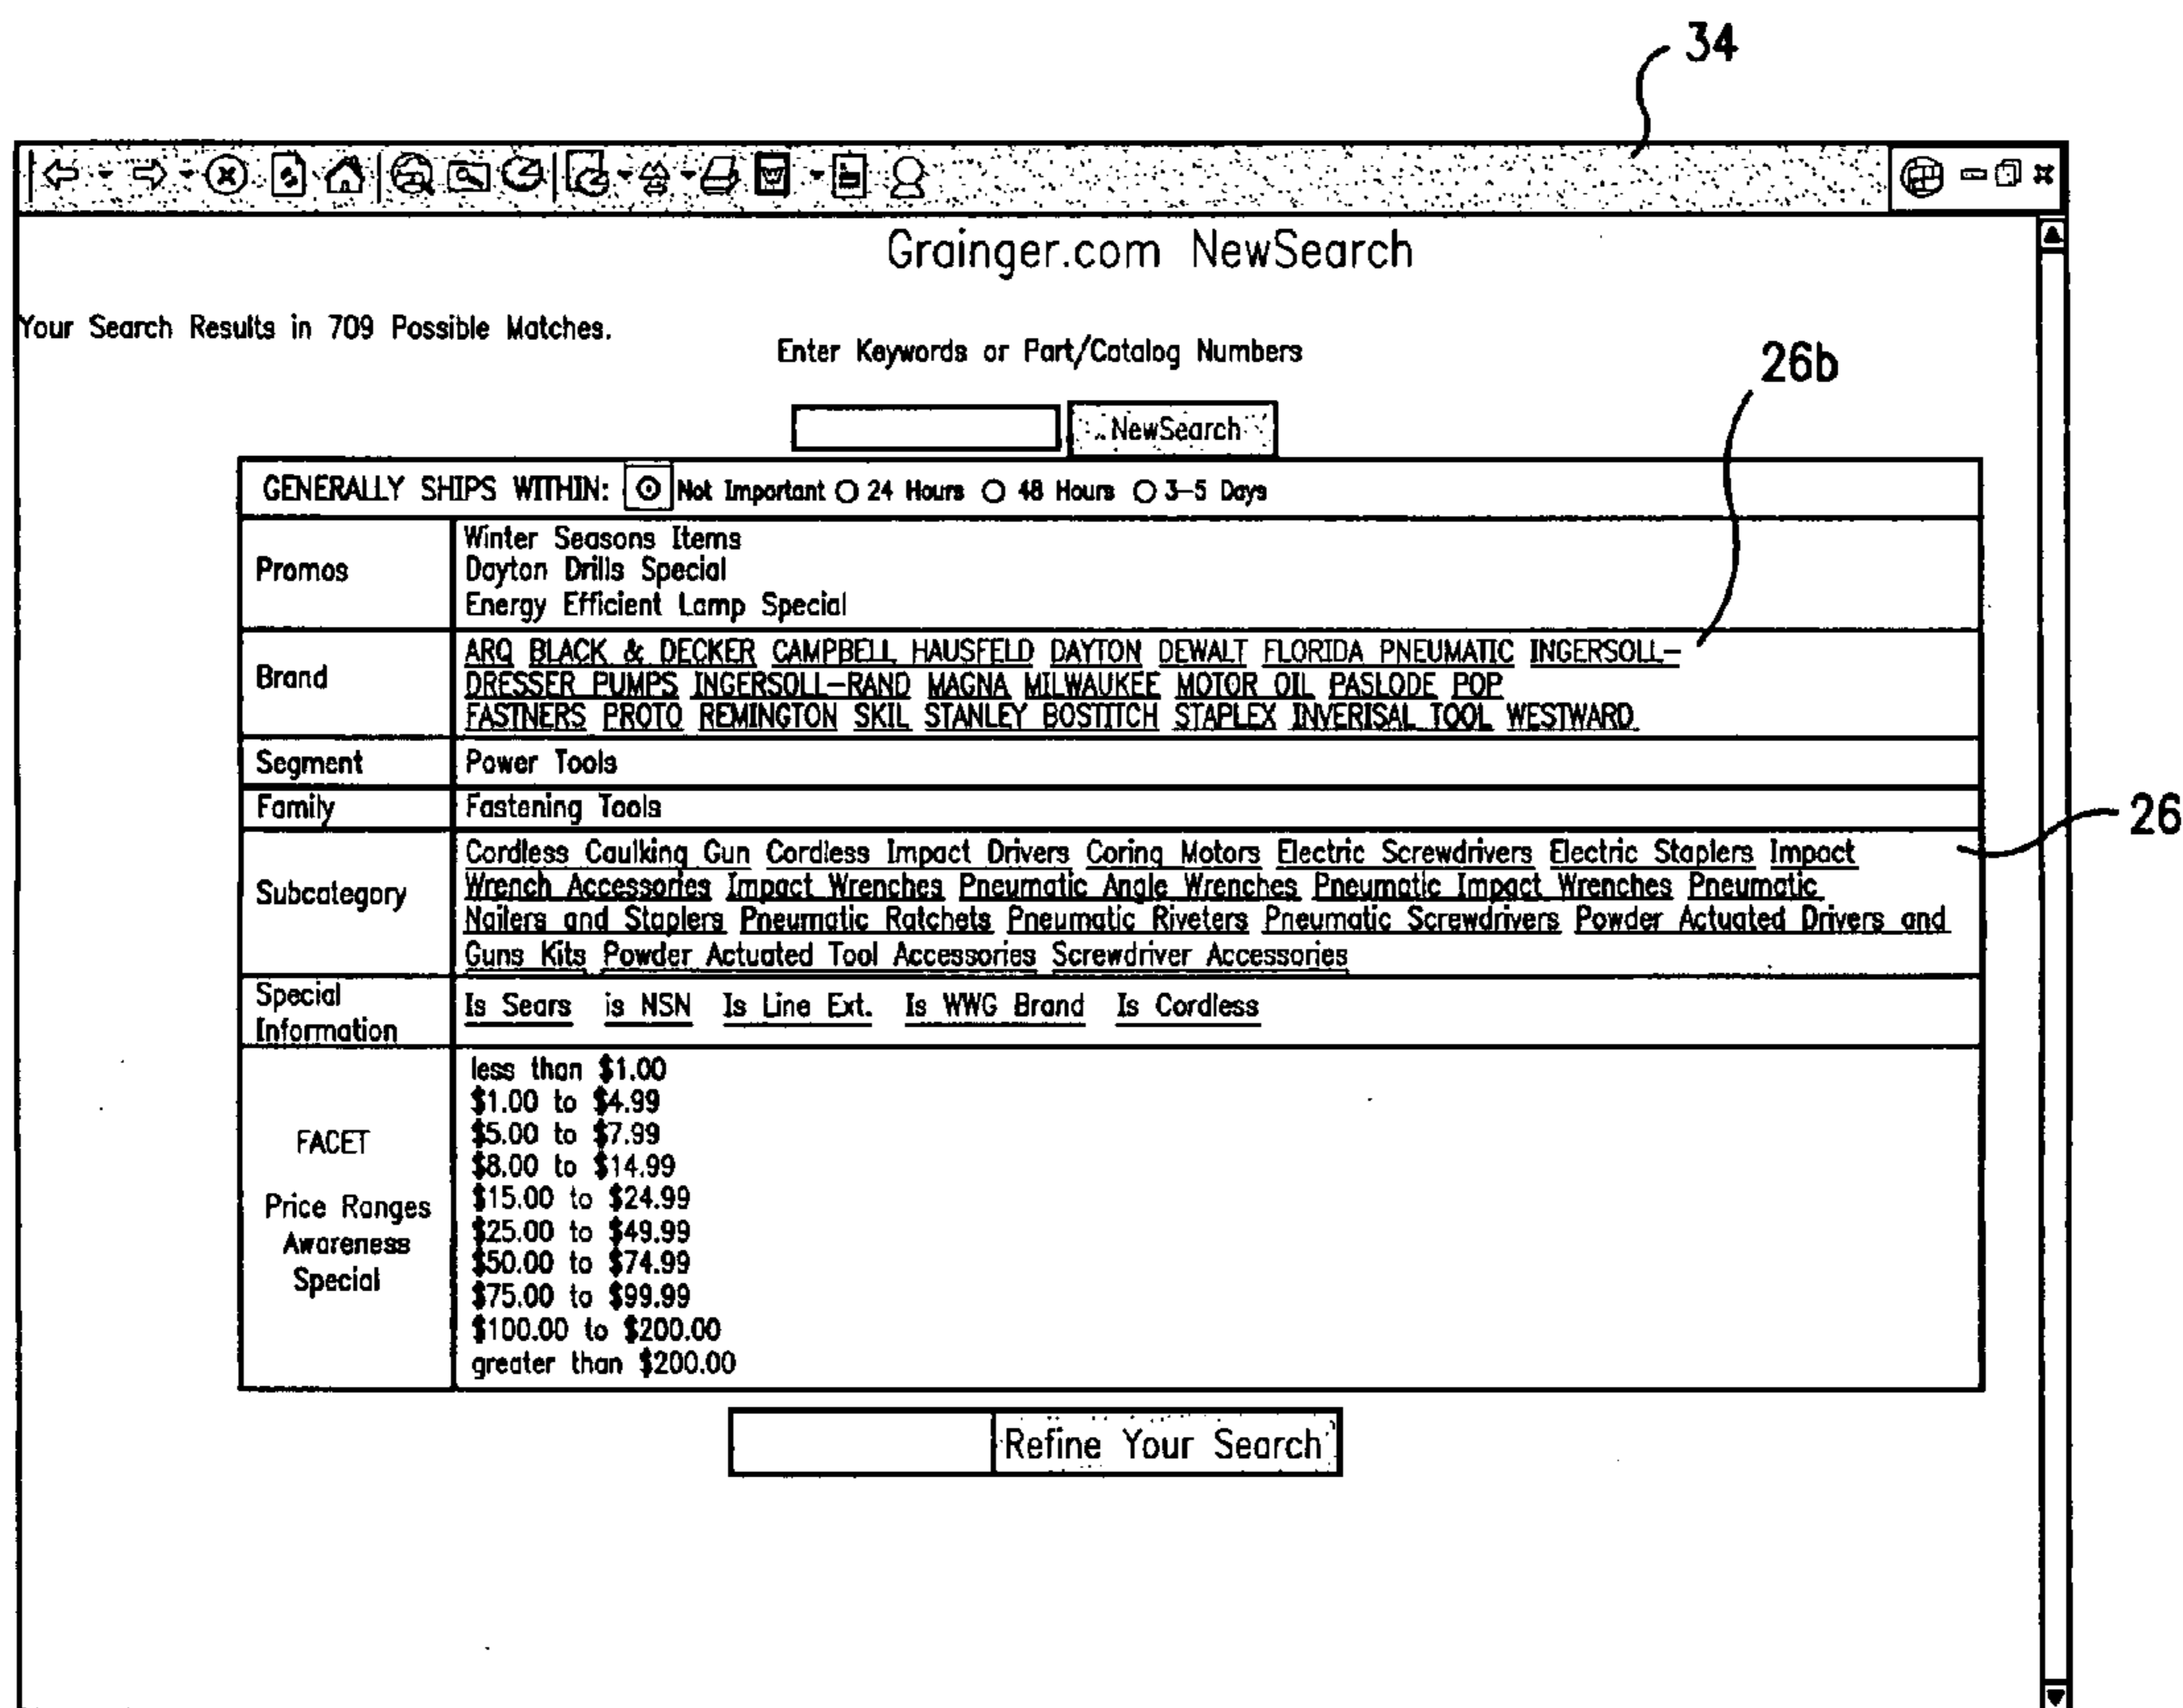 34
Grainger.com NewSearch
Your Search Results in 709 Possible Matches.
Enter Keywords or Part/Catalog Numbers
26b
NewSearch
GENERALLY SHIPS WITHIN: Not Important 24 Hours 48 Hours 3-5 Days
Promos
Winter Seasons Items
Dayton Drills Special
Energy Efficient Lamp Special
Brand
ARQ BLACK & DECKER CAMPBELL HAUSFELD DAYTON DEWALT FLORIDA PNEUMATIC INGERSOLL-
DRESSER PUMPS INGERSOLL-RAND MAGNA MILWAUKEE MOTOR OIL PASLODE POP
FASTNERS PROTO REMINGTON SKIL STANLEY BOSTITCH STAPLEX INVERISAL TOOL WESTWARD
Segment
Power Tools
Family
Fastening Tools
26
Subcategory
Cordless Caulking Gun Cordless Impact Drivers Coring Motors Electric Screwdrivers Electric Staplers Impact
Wrench Accessories Impact Wrenches Pneumatic Angle Wrenches Pneumatic Impact Wrenches Pneumatic
Nailers and Staplers Pneumatic Ratchets Pneumatic Riveters Pneumatic Screwdrivers Powder Actuated Drivers and
Guns Kits Powder Actuated Tool Accessories Screwdriver Accessories
Special
Information
Is Sears is NSN Is Line Ext. Is WWG Brand Is Cordless
FACET
Price Ranges
Awareness
Special
less than $1.00
$1.00 to $4.99
$5.00 to $7.99
$8.00 to $14.99
$15.00 to $24.99
$25.00 to $49.99
$50.00 to $74.99
$75.00 to $99.99
$100.00 to $200.00
greater than $200.00
Refine Your Search